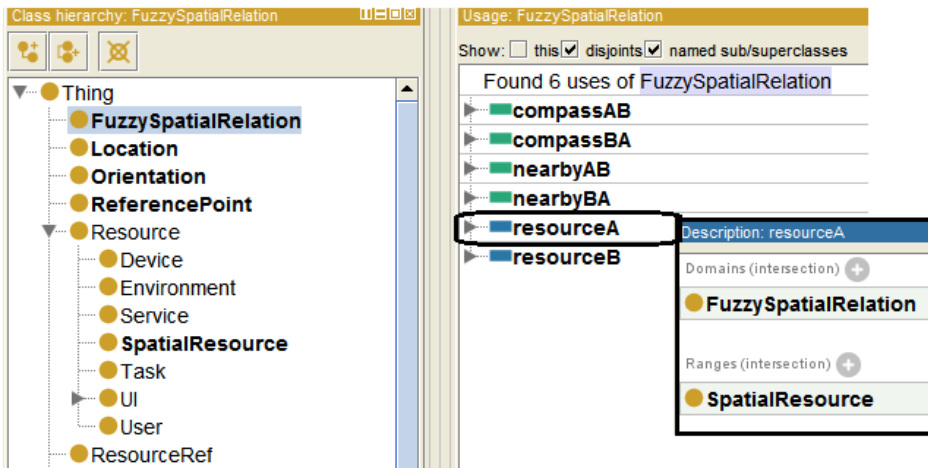 Class hierarchy: FuzzySpatialRelation
Thing
FuzzySpatialRelation
Location
Orientation
ReferencePoint
Resource
Device
Environment
Service
SpatialResource
Task
UI
User
ResourceRef
Usage: FuzzySpatialRelation
Show: this disjoints named sub/superclasses
Found 6 uses of FuzzySpatialRelation
compassAB
compassBA
nearbyAB
nearbyBA
resourceA
resourceB
Description: resourceA
Domains (intersection)
FuzzySpatialRelation
Ranges (intersection)
SpatialResource